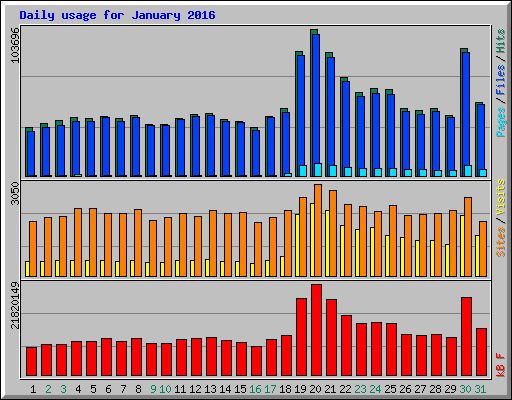 Daily usage for January 2016
103696
Pages / Files / Hits
3050
Sites / Visits
21820149
kB F
1 2 3 4 5 6 7 8 9 10 11 12 13 14 15 16 17 18 19 20 21 22 23 24 25 26 27 28 29 30 31